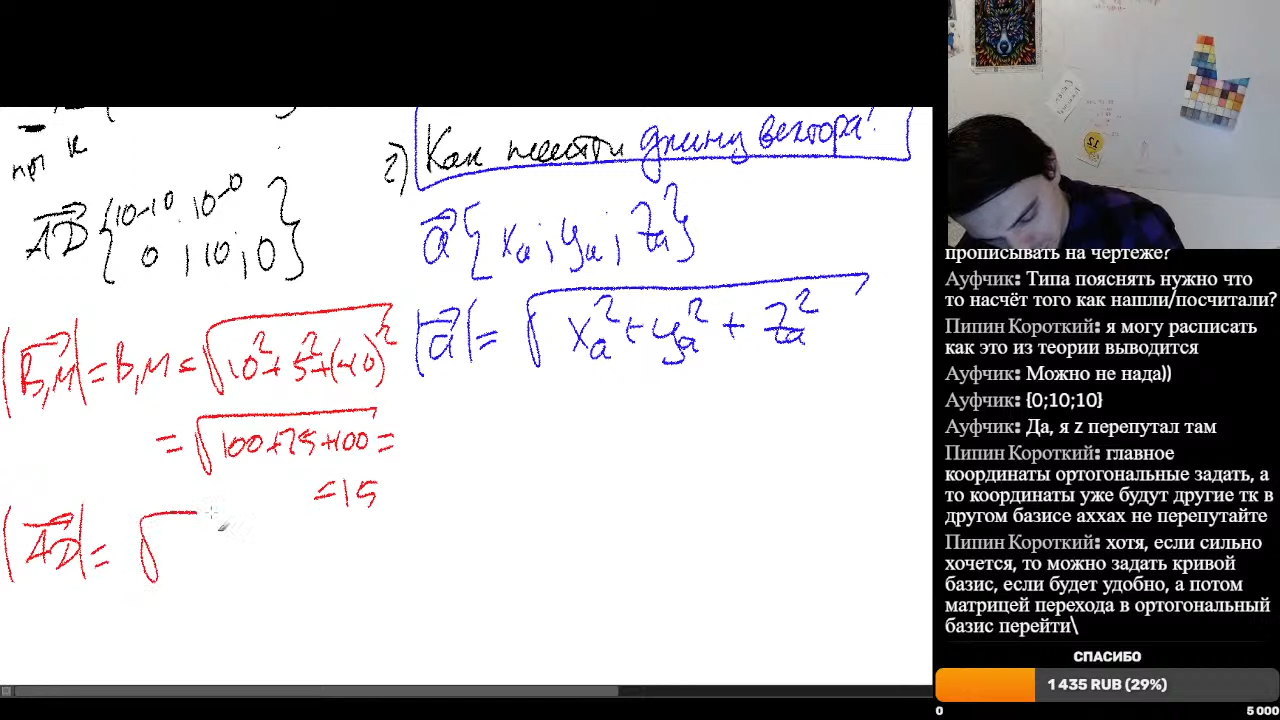 пл к
AD {10-10; 10-0
0; 10; 0}
|B₁M| = B₁M = √10² + 5² + (-10)²
= √100 + 25 + 100 =
= 15
|AD| = √
2) Как найти длину вектора?
a {xₐ; yₐ; zₐ}
|a| = √xₐ² + yₐ² + zₐ²
прописывать на чертеже?
Ауфчик: Типа пояснять нужно что
то насчёт того как нашли/посчитали?
Пипин Короткий: я могу расписать
как это из теории выводится
Ауфчик: Можно не нада))
Ауфчик: {0;10;10}
Ауфчик: Да, я z перепутал там
Пипин Короткий: главное
координаты ортогональные задать, а
то координаты уже будут другие тк в
другом базисе аххах не перепутайте
Пипин Короткий: хотя, если сильно
хочется, то можно задать кривой
базис, если будет удобно, а потом
матрицей перехода в ортогональный
базис перейти\
СПАСИБО
1 435 RUB (29%)
0 5 000